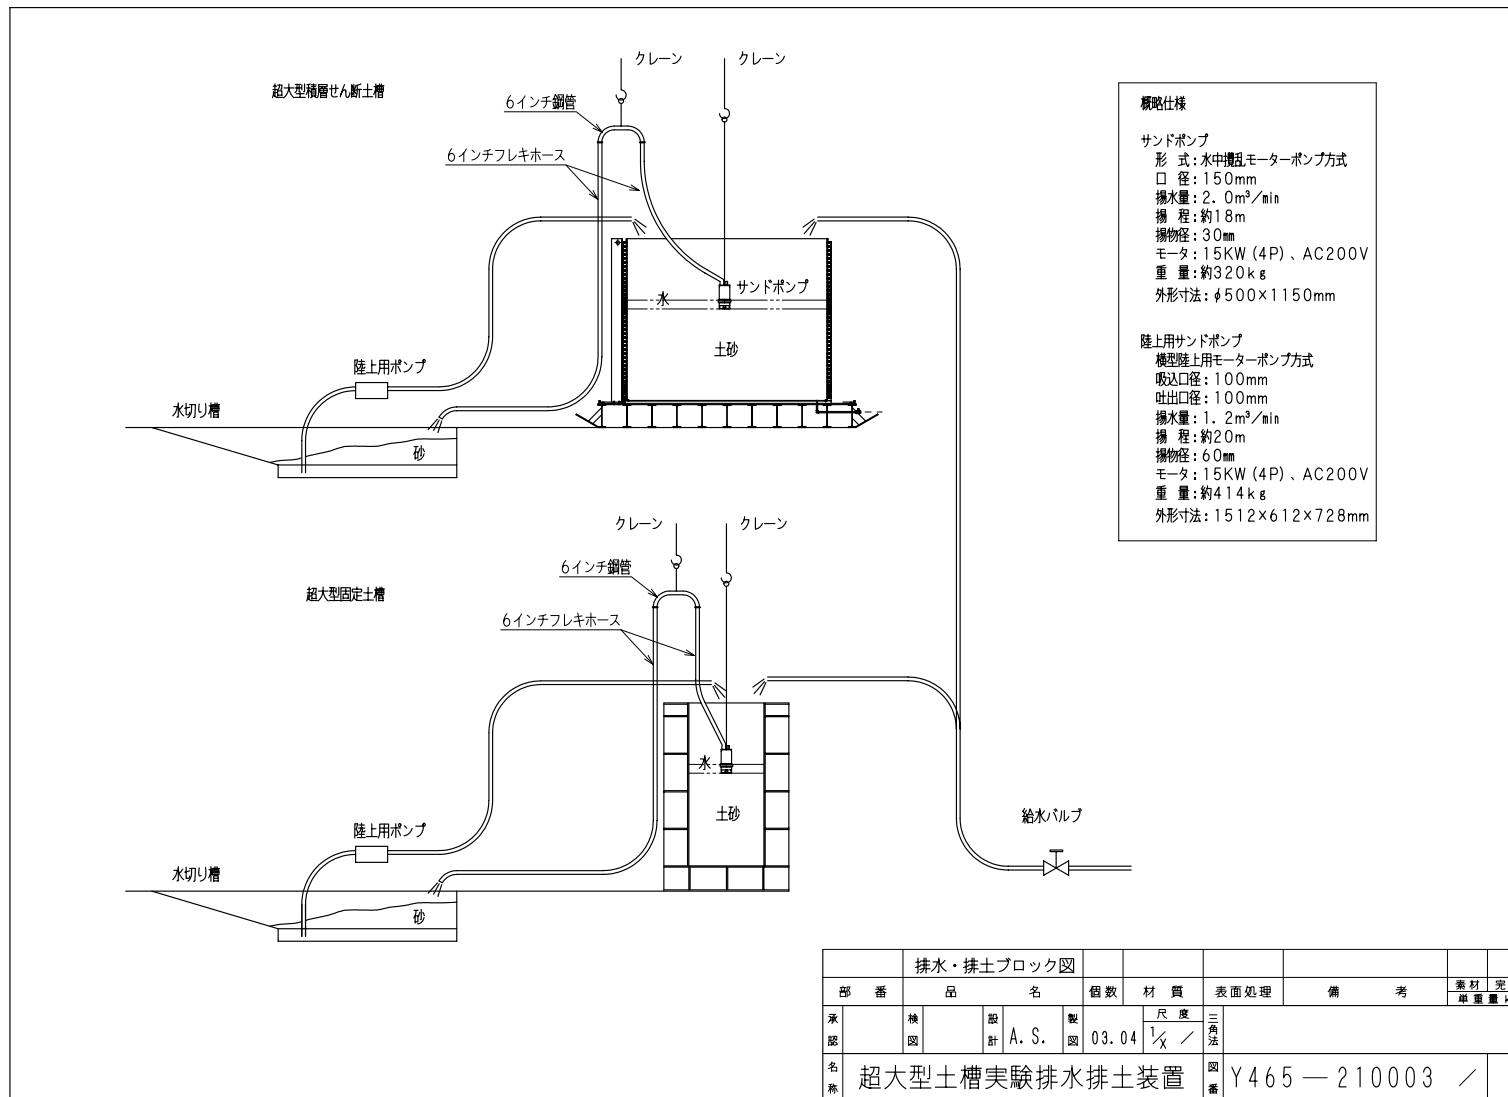 クレーン
クレーン
超大型積層せん断土槽
6インチ鋼管
6インチフレキホース
サンドポンプ
水
土砂
陸上用ポンプ
水切り槽
砂
クレーン
クレーン
6インチ鋼管
超大型固定土槽
6インチフレキホース
水
土砂
陸上用ポンプ
水切り槽
砂
給水バルブ
概略仕様
サンドポンプ
形 式:水中攪乱モーターポンプ方式
口 径:150mm
揚水量:2.0m³/min
揚 程:約18m
揚物径:30mm
モータ:15KW(4P)、AC200V
重 量:約320kg
外形寸法:φ500×1150mm
陸上用サンドポンプ
横型陸上用モーターポンプ方式
吸込口径:100mm
吐出口径:100mm
揚水量:1.2m³/min
揚 程:約20m
揚物径:60mm
モータ:15KW(4P)、AC200V
重 量:約414kg
外形寸法:1512×612×728mm
排水・排土ブロック図
部 番 品 名 個数 材 質 表面処理 備 考 素材 完
単重量k
承認 検図 設計 A.S. 製図 03.04 尺度 1/X / 三角法
名称 超大型土槽実験排水排土装置 図番 Y465-210003 /